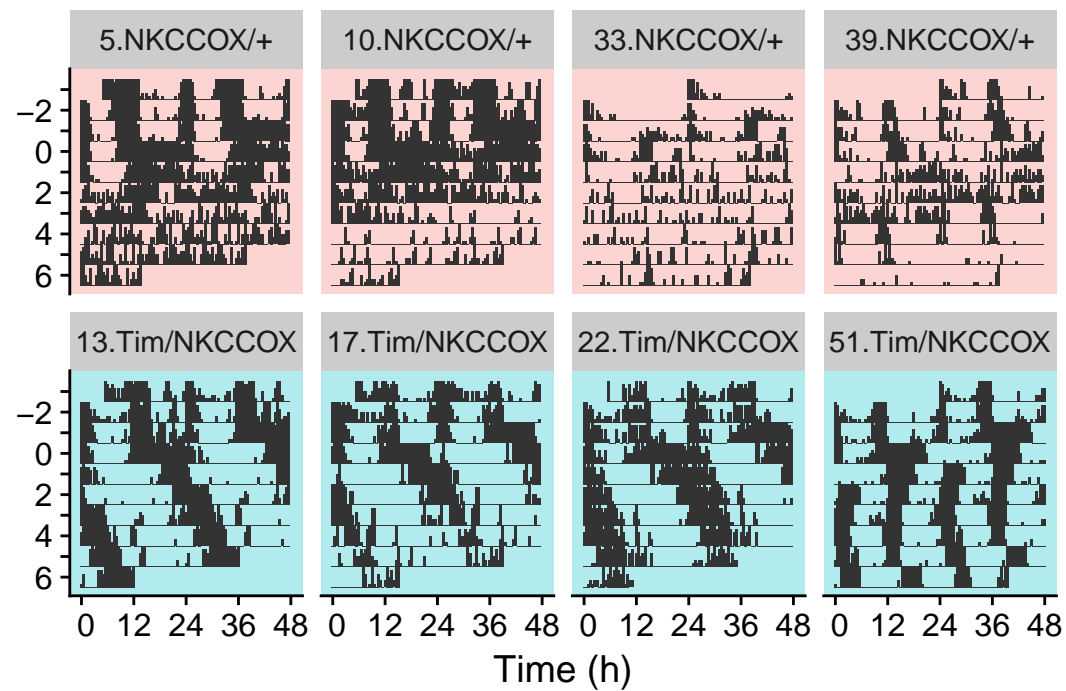 5.NKCCOX/+ 10.NKCCOX/+ 33.NKCCOX/+ 39.NKCCOX/+
−2
0
2
4
6
13.Tim/NKCCOX 17.Tim/NKCCOX 22.Tim/NKCCOX 51.Tim/NKCCOX
−2
0
2
4
6
0 12 24 36 48 0 12 24 36 48 0 12 24 36 48 0 12 24 36 48
Time (h)